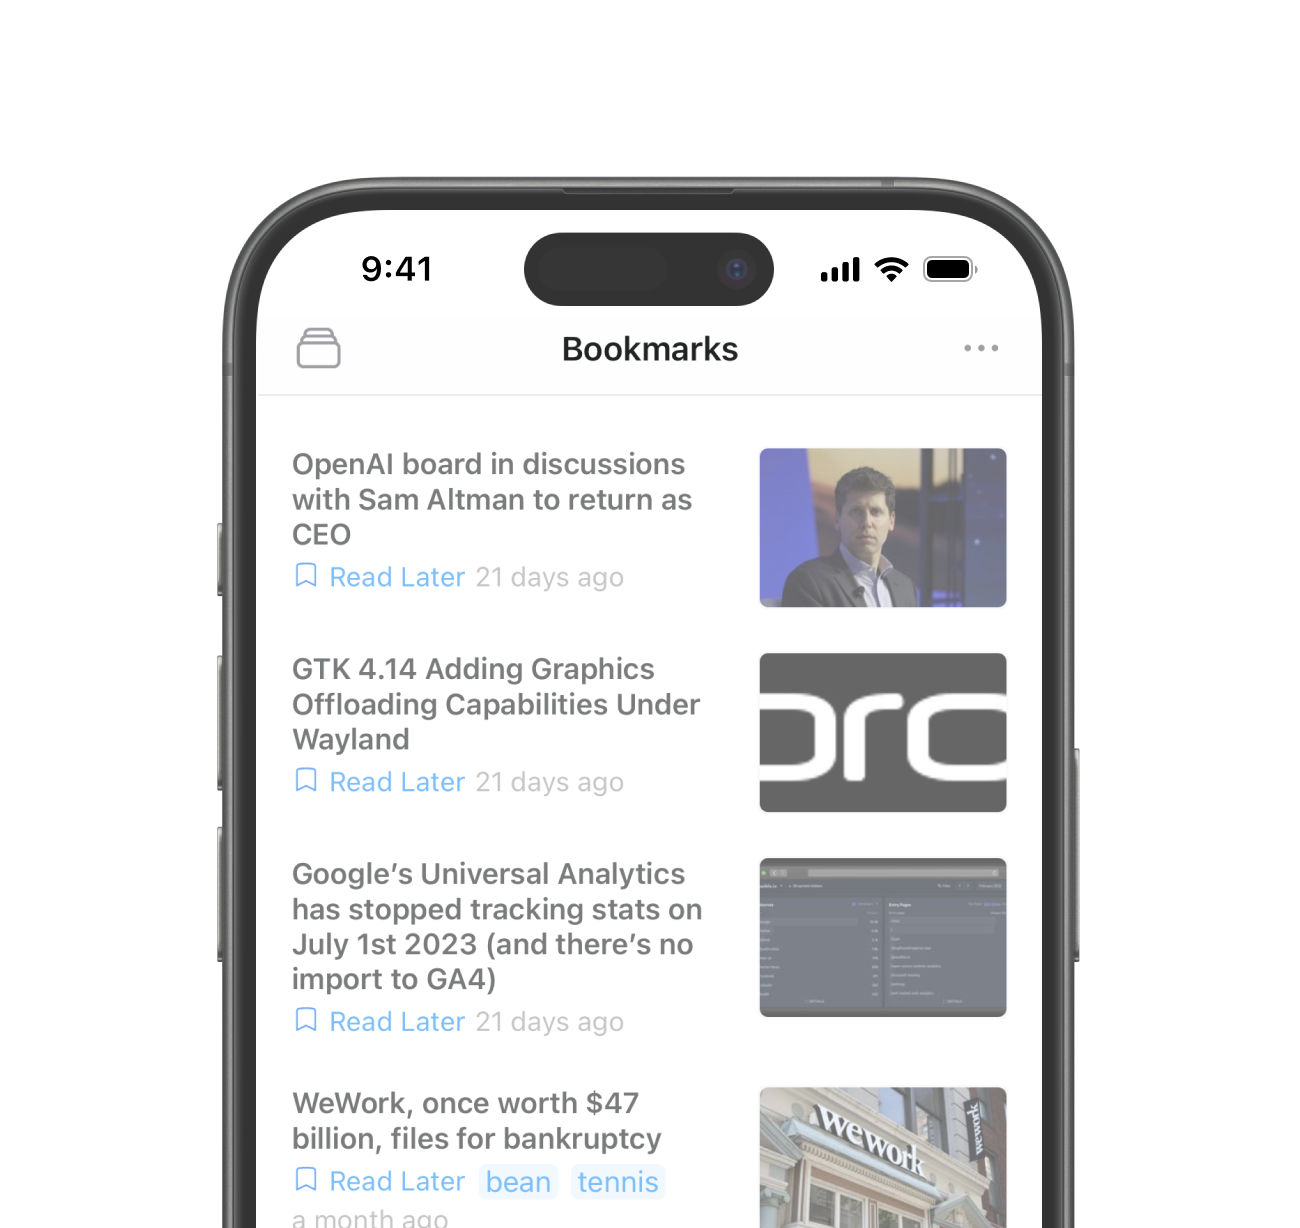 9:41
Bookmarks
OpenAI board in discussions
with Sam Altman to return as
CEO
Read Later 21 days ago
GTK 4.14 Adding Graphics
Offloading Capabilities Under
Wayland
Read Later 21 days ago
oro
Google’s Universal Analytics
has stopped tracking stats on
July 1st 2023 (and there’s no
import to GA4)
Read Later 21 days ago
Entry Pages
WeWork, once worth $47
billion, files for bankruptcy
Read Later bean tennis
a month ago
wework
wework